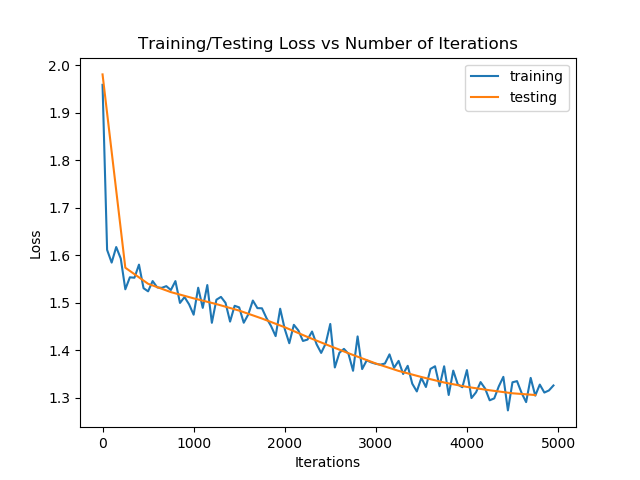 Training/Testing Loss vs Number of Iterations
training
testing
2.0
1.9
1.8
1.7
1.6
1.5
1.4
1.3
Loss
0
1000
2000
3000
4000
5000
Iterations